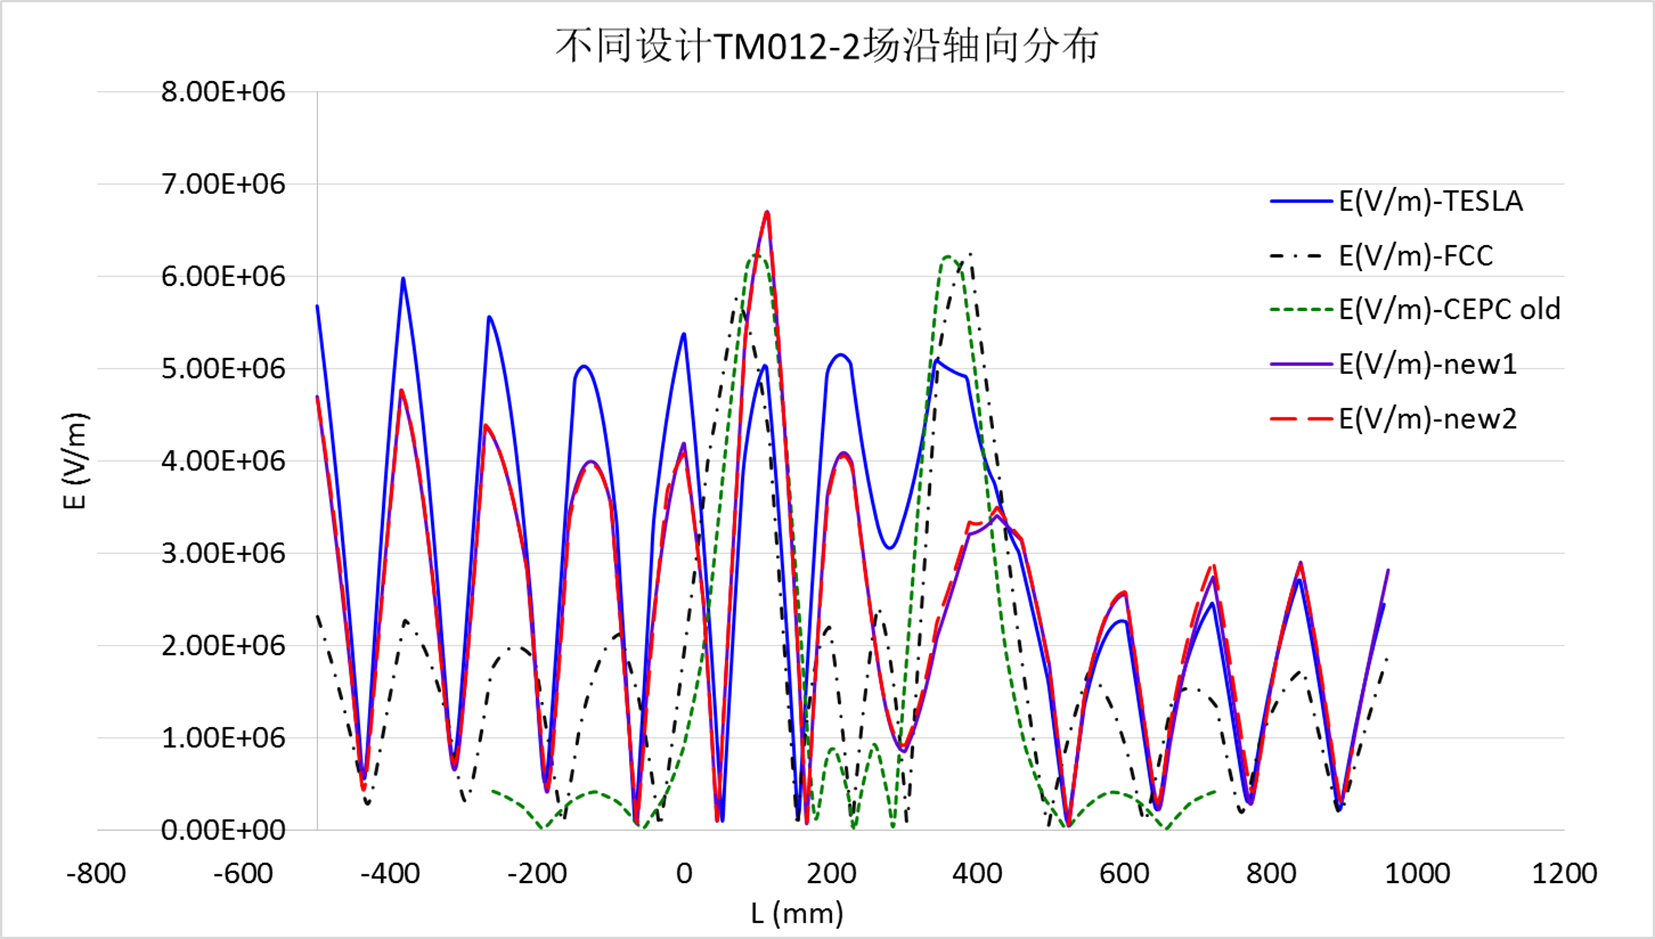 不同设计TM012-2场沿轴向分布
8.00E+06
7.00E+06
6.00E+06
5.00E+06
4.00E+06
3.00E+06
2.00E+06
1.00E+06
0.00E+00
E (V/m)
E(V/m)-TESLA
E(V/m)-FCC
E(V/m)-CEPC old
E(V/m)-new1
E(V/m)-new2
-800 -600 -400 -200 0 200 400 600 800 1000 1200
L (mm)